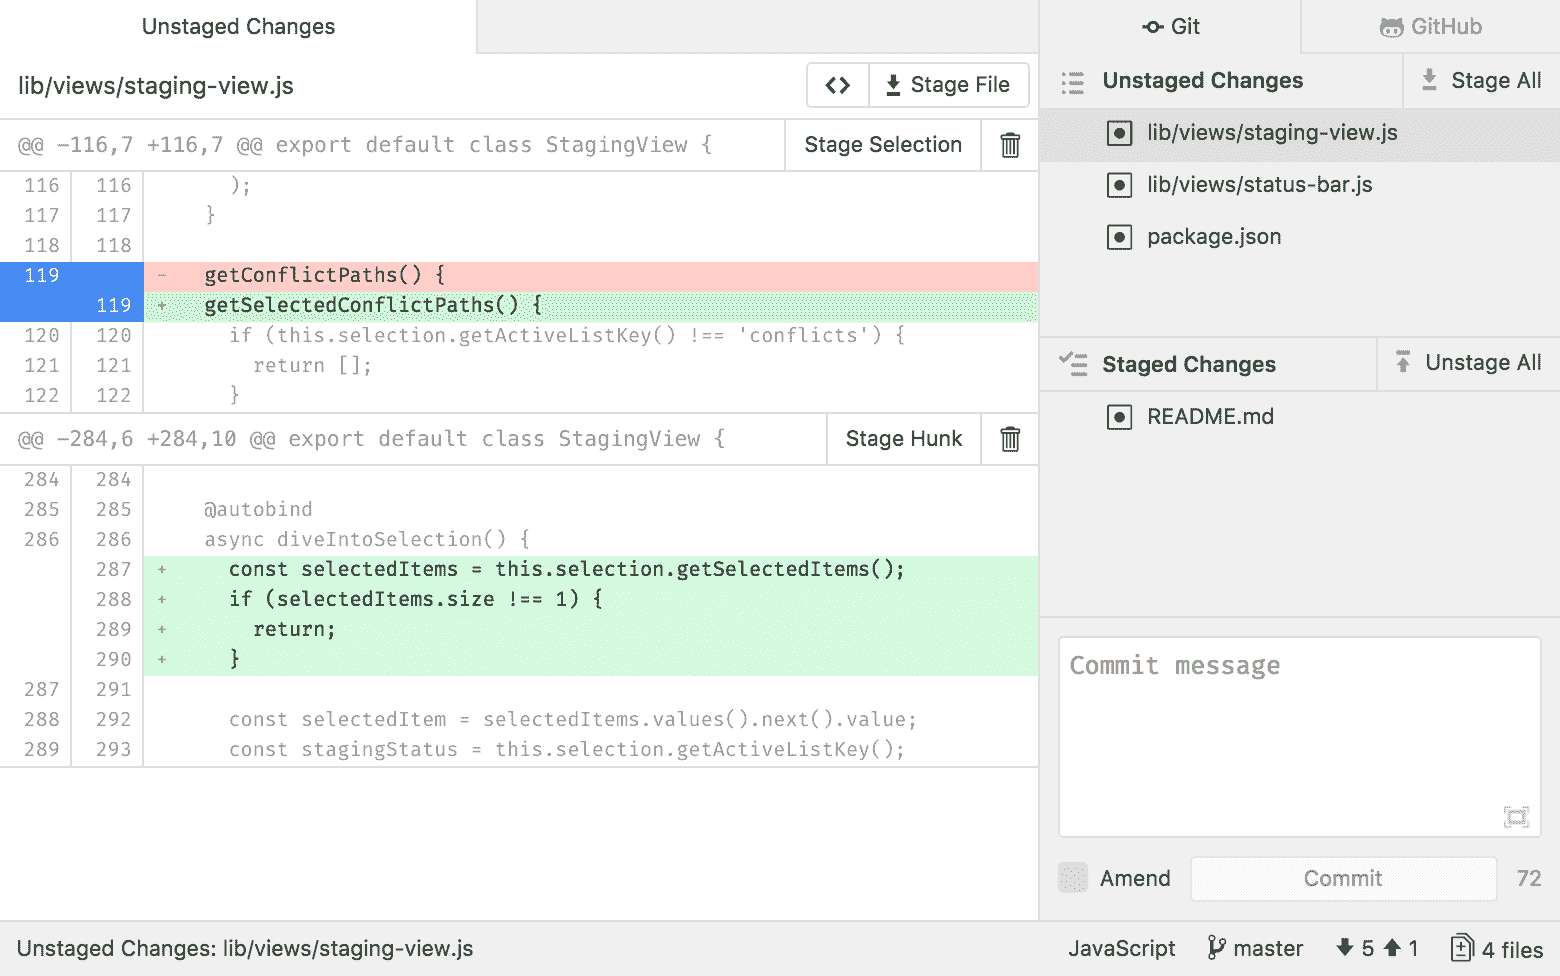 Unstaged Changes
Git
GitHub
lib/views/staging-view.js
<> Stage File
@@ -116,7 +116,7 @@ export default class StagingView {
Stage Selection
116 116 );
117 117 }
118 118
119 - getConflictPaths() {
119 + getSelectedConflictPaths() {
120 120 if (this.selection.getActiveListKey() !== 'conflicts') {
121 121 return [];
122 122 }
@@ -284,6 +284,10 @@ export default class StagingView {
Stage Hunk
284 284
285 285 @autobind
286 286 async diveIntoSelection() {
287 + const selectedItems = this.selection.getSelectedItems();
288 + if (selectedItems.size !== 1) {
289 + return;
290 + }
287 291
288 292 const selectedItem = selectedItems.values().next().value;
289 293 const stagingStatus = this.selection.getActiveListKey();
Unstaged Changes
Stage All
lib/views/staging-view.js
lib/views/status-bar.js
package.json
Staged Changes
Unstage All
README.md
Commit message
Amend
Commit
72
Unstaged Changes: lib/views/staging-view.js
JavaScript
master
5 1
4 files